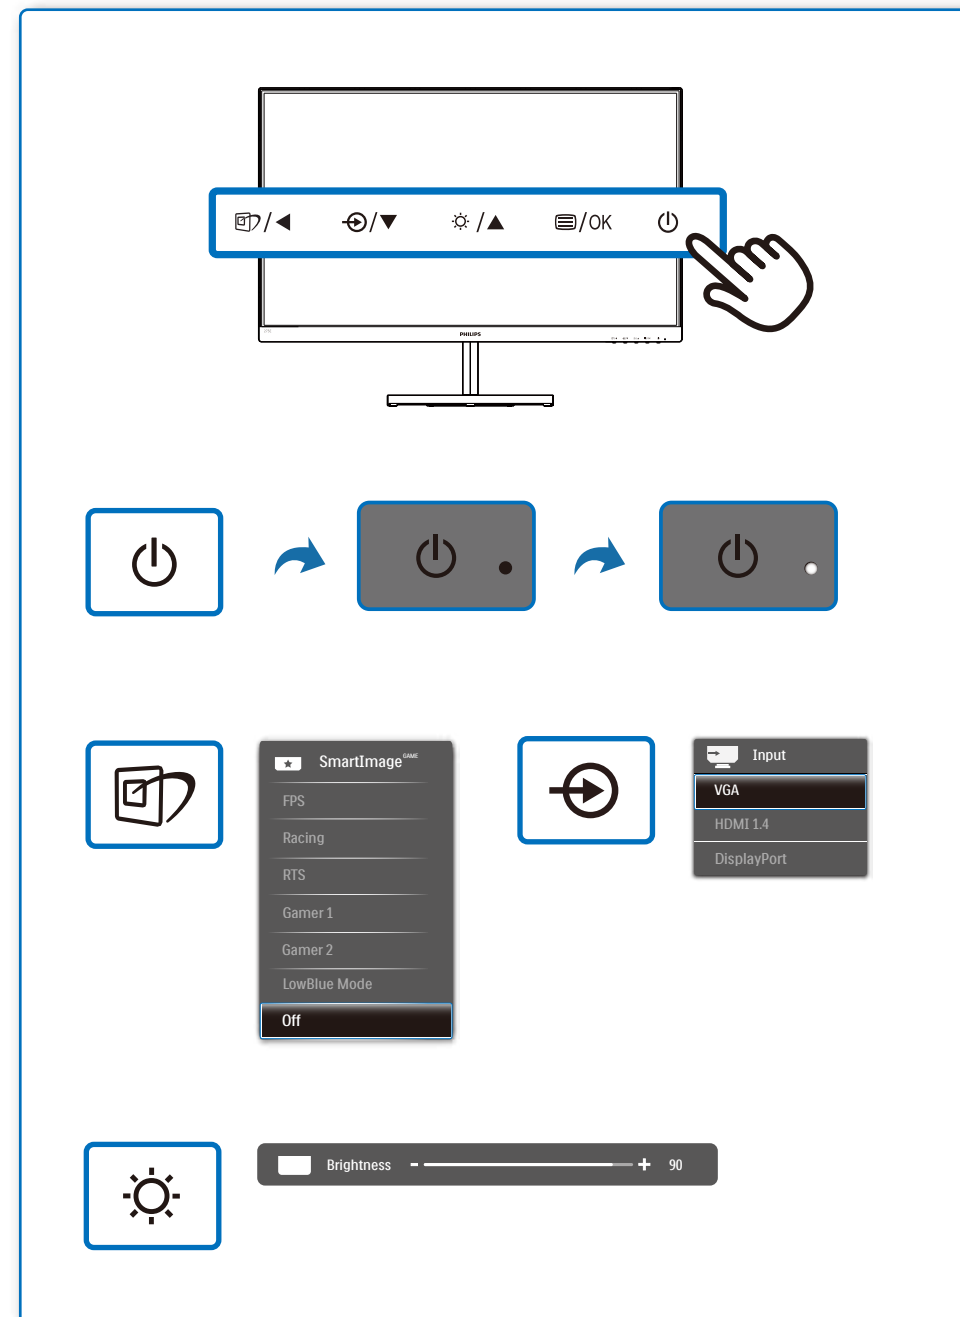 /◀ /▼ /▲ /OK
PHILIPS
SmartImage GAME
FPS
Racing
RTS
Gamer 1
Gamer 2
LowBlue Mode
Off
Input
VGA
HDMI 1.4
DisplayPort
Brightness - + 90